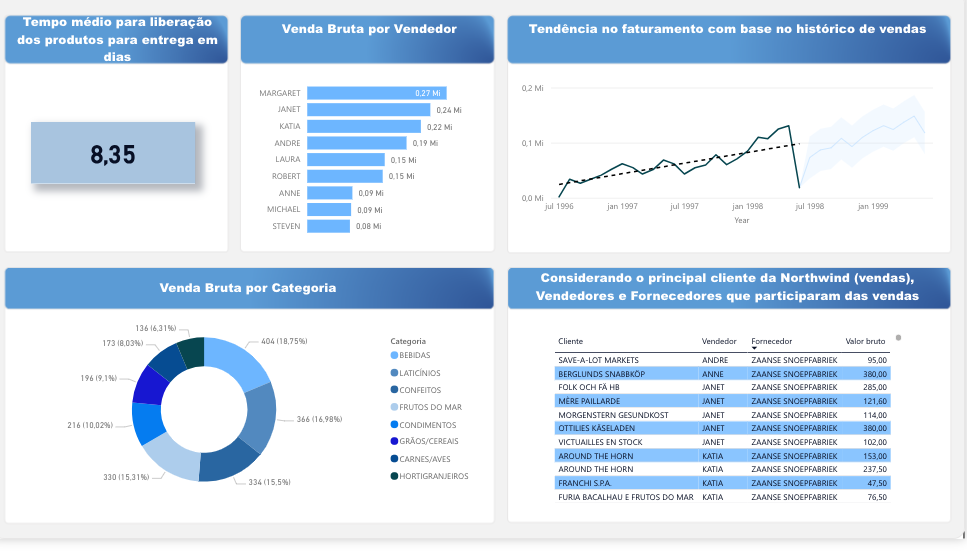 Tempo médio para liberação
dos produtos para entrega em
dias
8,35
Venda Bruta por Vendedor
MARGARET 0,27 Mi
JANET 0,24 Mi
KATIA 0,22 Mi
ANDRE 0,19 Mi
LAURA 0,15 Mi
ROBERT 0,15 Mi
ANNE 0,09 Mi
MICHAEL 0,09 Mi
STEVEN 0,08 Mi
Tendência no faturamento com base no histórico de vendas
0,2 Mi
0,1 Mi
0,0 Mi
jul 1996 jan 1997 jul 1997 jan 1998 jul 1998 jan 1999
Year
Venda Bruta por Categoria
136 (6,31%)
404 (18,75%)
173 (8,03%)
196 (9,1%)
366 (16,98%)
216 (10,02%)
330 (15,31%)
334 (15,5%)
Categoria
BEBIDAS
LATICÍNIOS
CONFEITOS
FRUTOS DO MAR
CONDIMENTOS
GRÃOS/CEREAIS
CARNES/AVES
HORTIGRANJEIROS
Considerando o principal cliente da Northwind (vendas),
Vendedores e Fornecedores que participaram das vendas
Cliente Vendedor Fornecedor Valor bruto
SAVE-A-LOT MARKETS ANDRE ZAANSE SNOEPFABRIEK 95,00
BERGLUNDS SNABBKÖP ANNE ZAANSE SNOEPFABRIEK 380,00
FOLK OCH FÄ HB JANET ZAANSE SNOEPFABRIEK 285,00
MÈRE PAILLARDE JANET ZAANSE SNOEPFABRIEK 121,60
MORGENSTERN GESUNDKOST JANET ZAANSE SNOEPFABRIEK 114,00
OTTILIES KÄSELADEN JANET ZAANSE SNOEPFABRIEK 380,00
VICTUAILLES EN STOCK JANET ZAANSE SNOEPFABRIEK 102,00
AROUND THE HORN KATIA ZAANSE SNOEPFABRIEK 153,00
AROUND THE HORN KATIA ZAANSE SNOEPFABRIEK 237,50
FRANCHI S.P.A. KATIA ZAANSE SNOEPFABRIEK 47,50
FURIA BACALHAU E FRUTOS DO MAR KATIA ZAANSE SNOEPFABRIEK 76,50